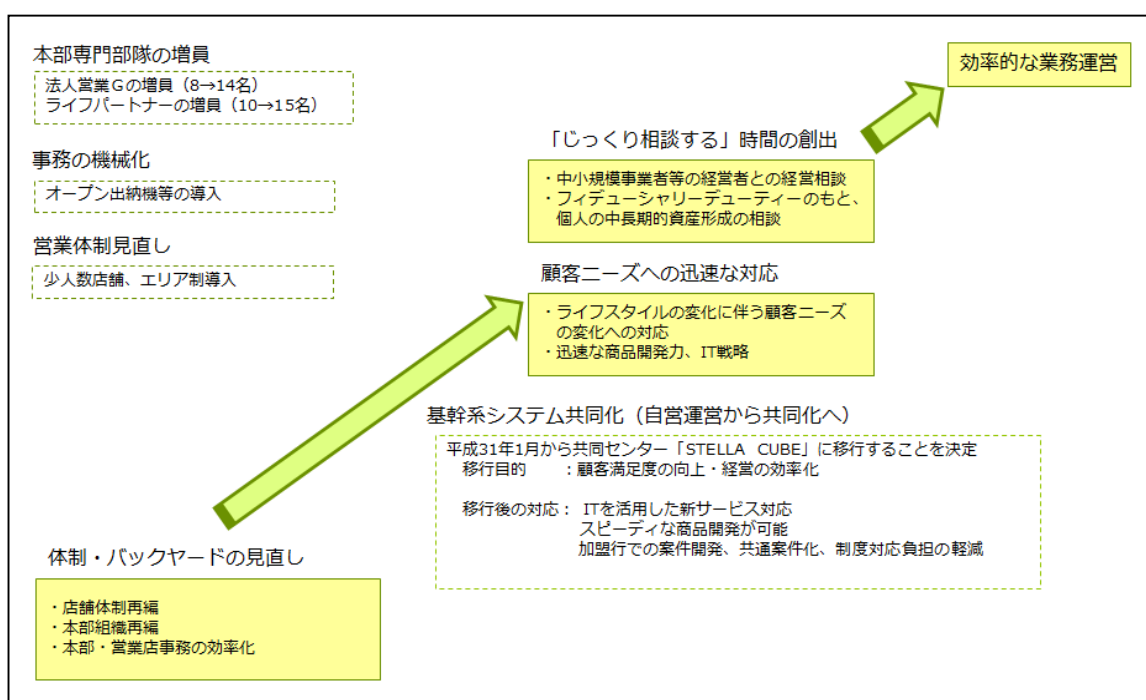 本部専門部隊の増員
法人営業Gの増員（8→14名）
ライフパートナーの増員（10→15名）
事務の機械化
オープン出納機等の導入
営業体制見直し
少人数店舗、エリア制導入
効率的な業務運営
「じっくり相談する」時間の創出
・中小規模事業者等の経営者との経営相談
・フィデューシャリーデューティーのもと、
個人の中長期的資産形成の相談
顧客ニーズへの迅速な対応
・ライフスタイルの変化に伴う顧客ニーズ
の変化への対応
・迅速な商品開発力、IT戦略
基幹系システム共同化（自営運営から共同化へ）
平成31年1月から共同センター「STELLA CUBE」に移行することを決定
移行目的　　：顧客満足度の向上・経営の効率化
移行後の対応： ITを活用した新サービス対応
スピーディな商品開発が可能
加盟行での案件開発、共通案件化、制度対応負担の軽減
体制・バックヤードの見直し
・店舗体制再編
・本部組織再編
・本部・営業店事務の効率化